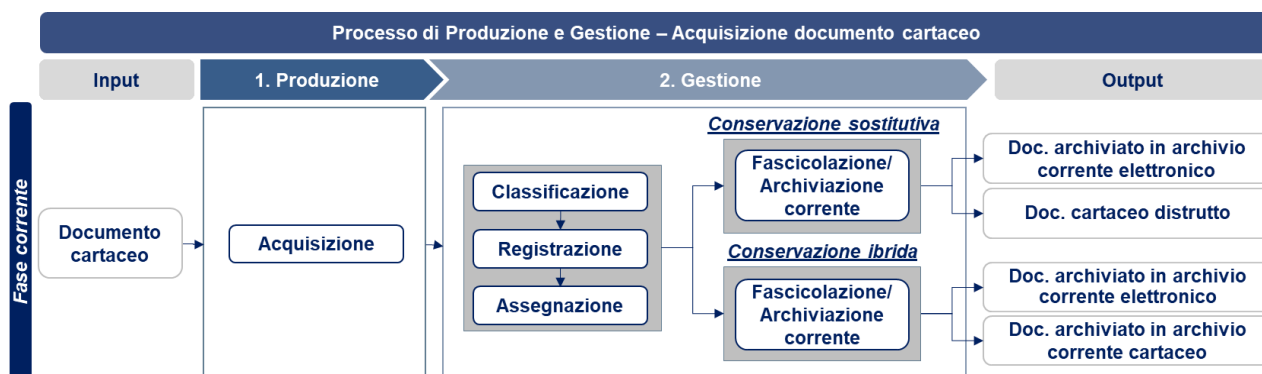 Processo di Produzione e Gestione – Acquisizione documento cartaceo
Input
1. Produzione
2. Gestione
Output
Fase corrente
Documento
cartaceo
Acquisizione
Classificazione
Registrazione
Assegnazione
Conservazione sostitutiva
Fascicolazione/
Archiviazione
corrente
Conservazione ibrida
Fascicolazione/
Archiviazione
corrente
Doc. archiviato in archivio
corrente elettronico
Doc. cartaceo distrutto
Doc. archiviato in archivio
corrente elettronico
Doc. archiviato in archivio
corrente cartaceo